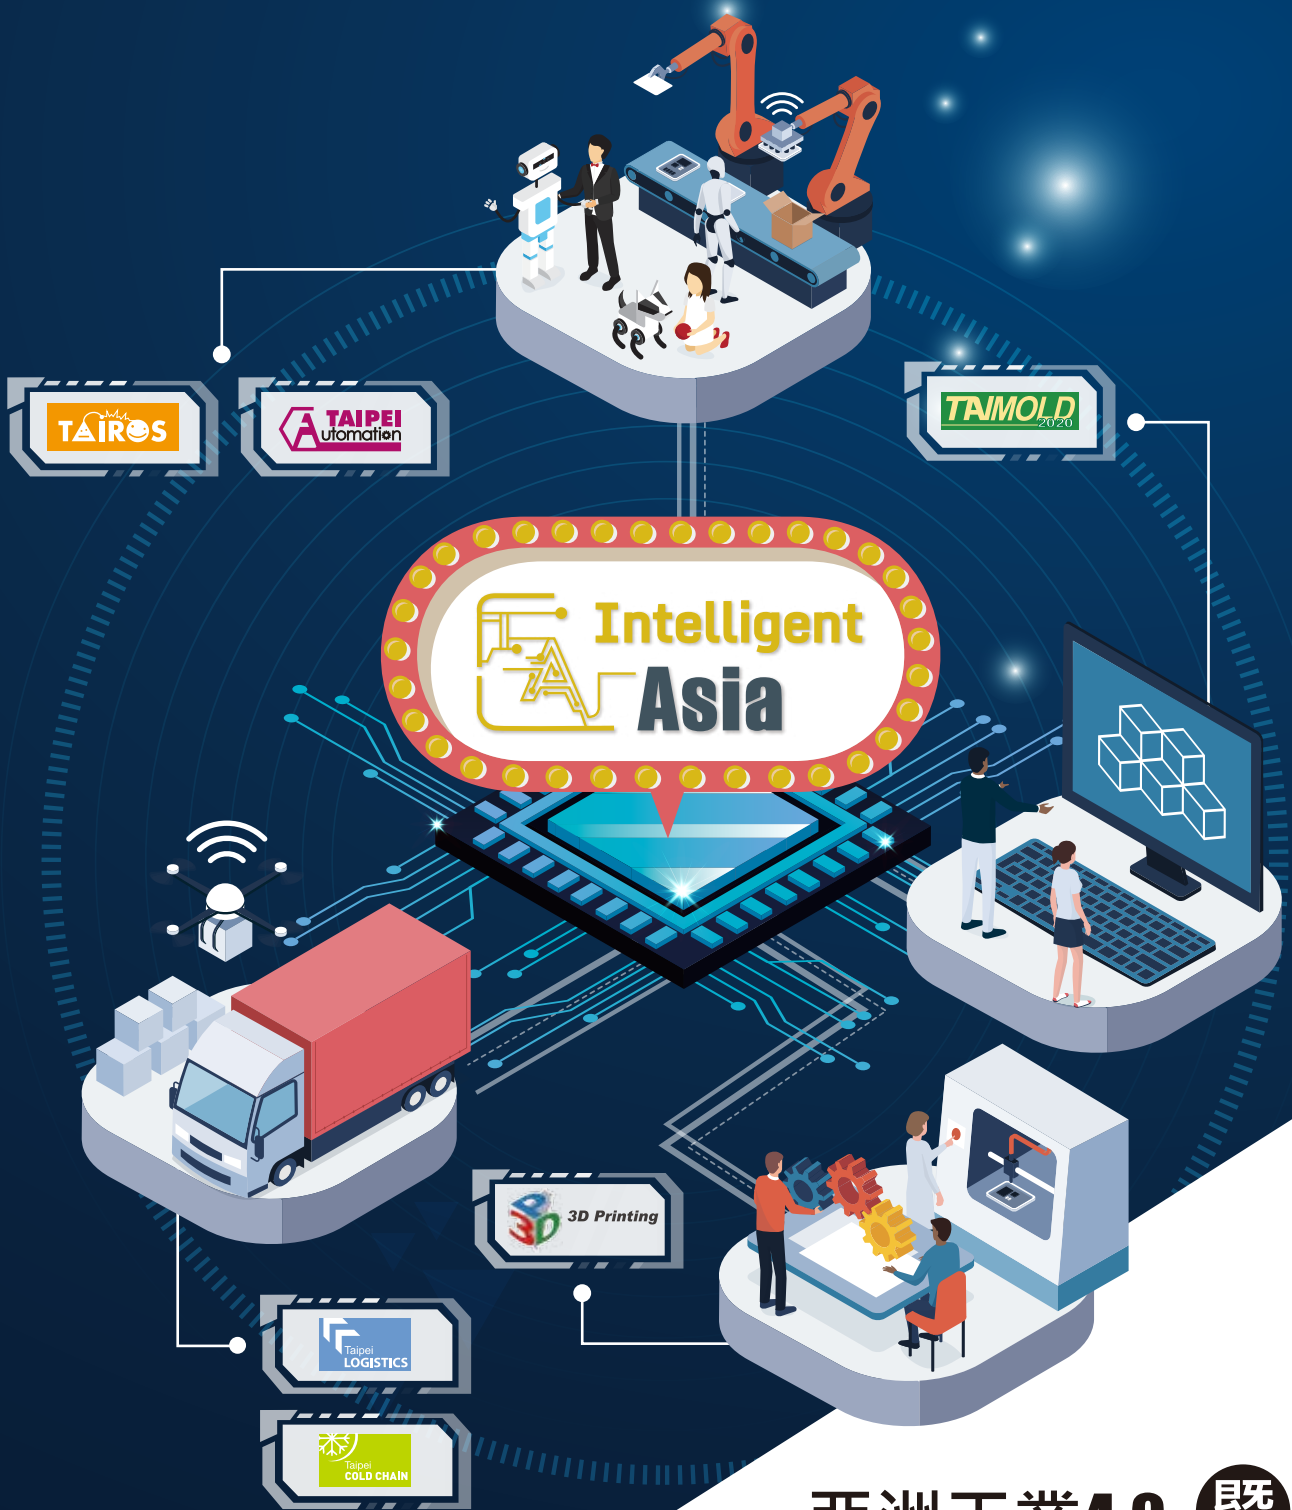 TAIROS
TAIPEI
Automation
TAIMOLD
2020
Intelligent
Asia
3D Printing
Taipei
LOGISTICS
Taipei
COLD CHAIN